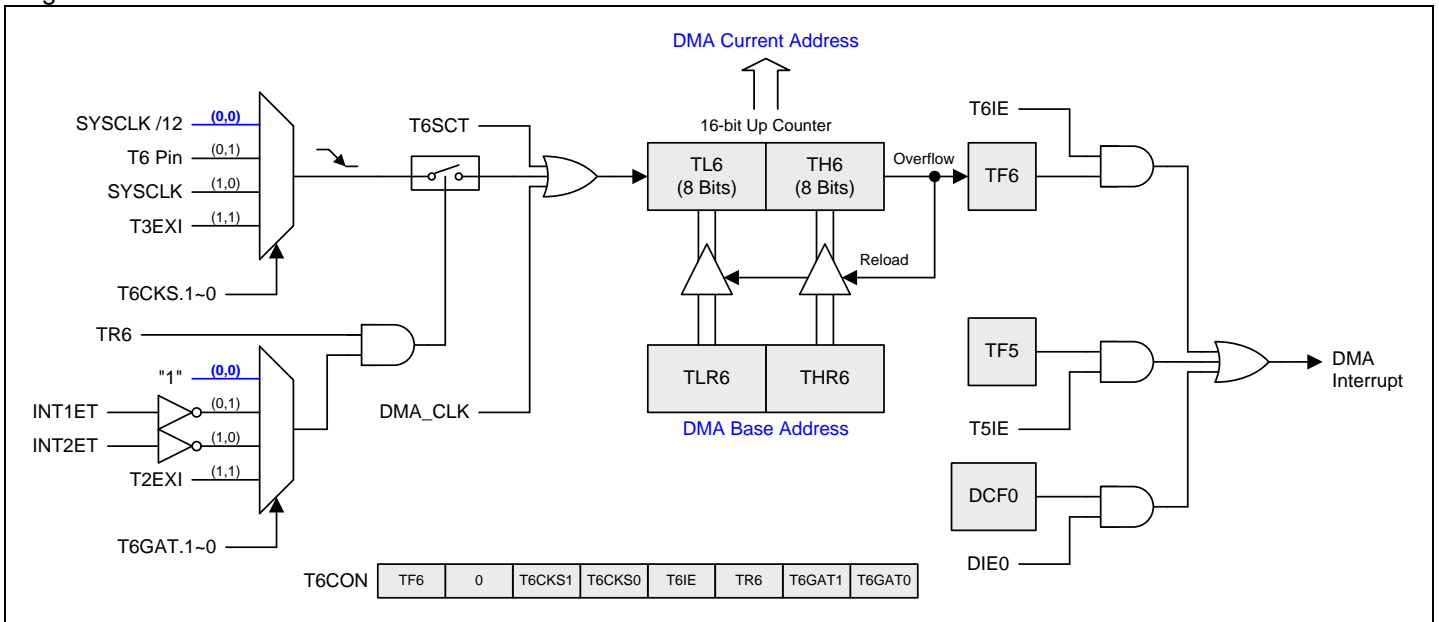 DMA Current Address
SYSCLK /12 (0,0)
T6 Pin (0,1)
SYSCLK (1,0)
T3EXI (1,1)
T6CKS.1~0
T6SCT
16-bit Up Counter
TL6
(8 Bits)
TH6
(8 Bits)
Overflow
TF6
T6IE
Reload
TR6
"1" (0,0)
INT1ET (0,1)
INT2ET (1,0)
T2EXI (1,1)
T6GAT.1~0
DMA_CLK
TLR6
THR6
DMA Base Address
TF5
T5IE
DMA
Interrupt
DCF0
DIE0
T6CON TF6 0 T6CKS1 T6CKS0 T6IE TR6 T6GAT1 T6GAT0